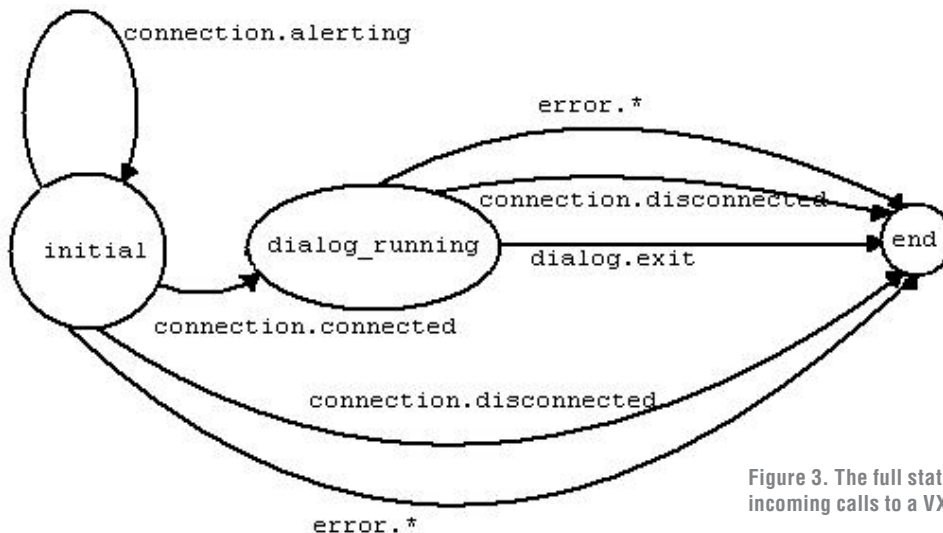 connection.alerting
error.*
connection.disconnected
initial
dialog_running
end
dialog.exit
connection.connected
connection.disconnected
error.*
Figure 3. The full stat
incoming calls to a VX